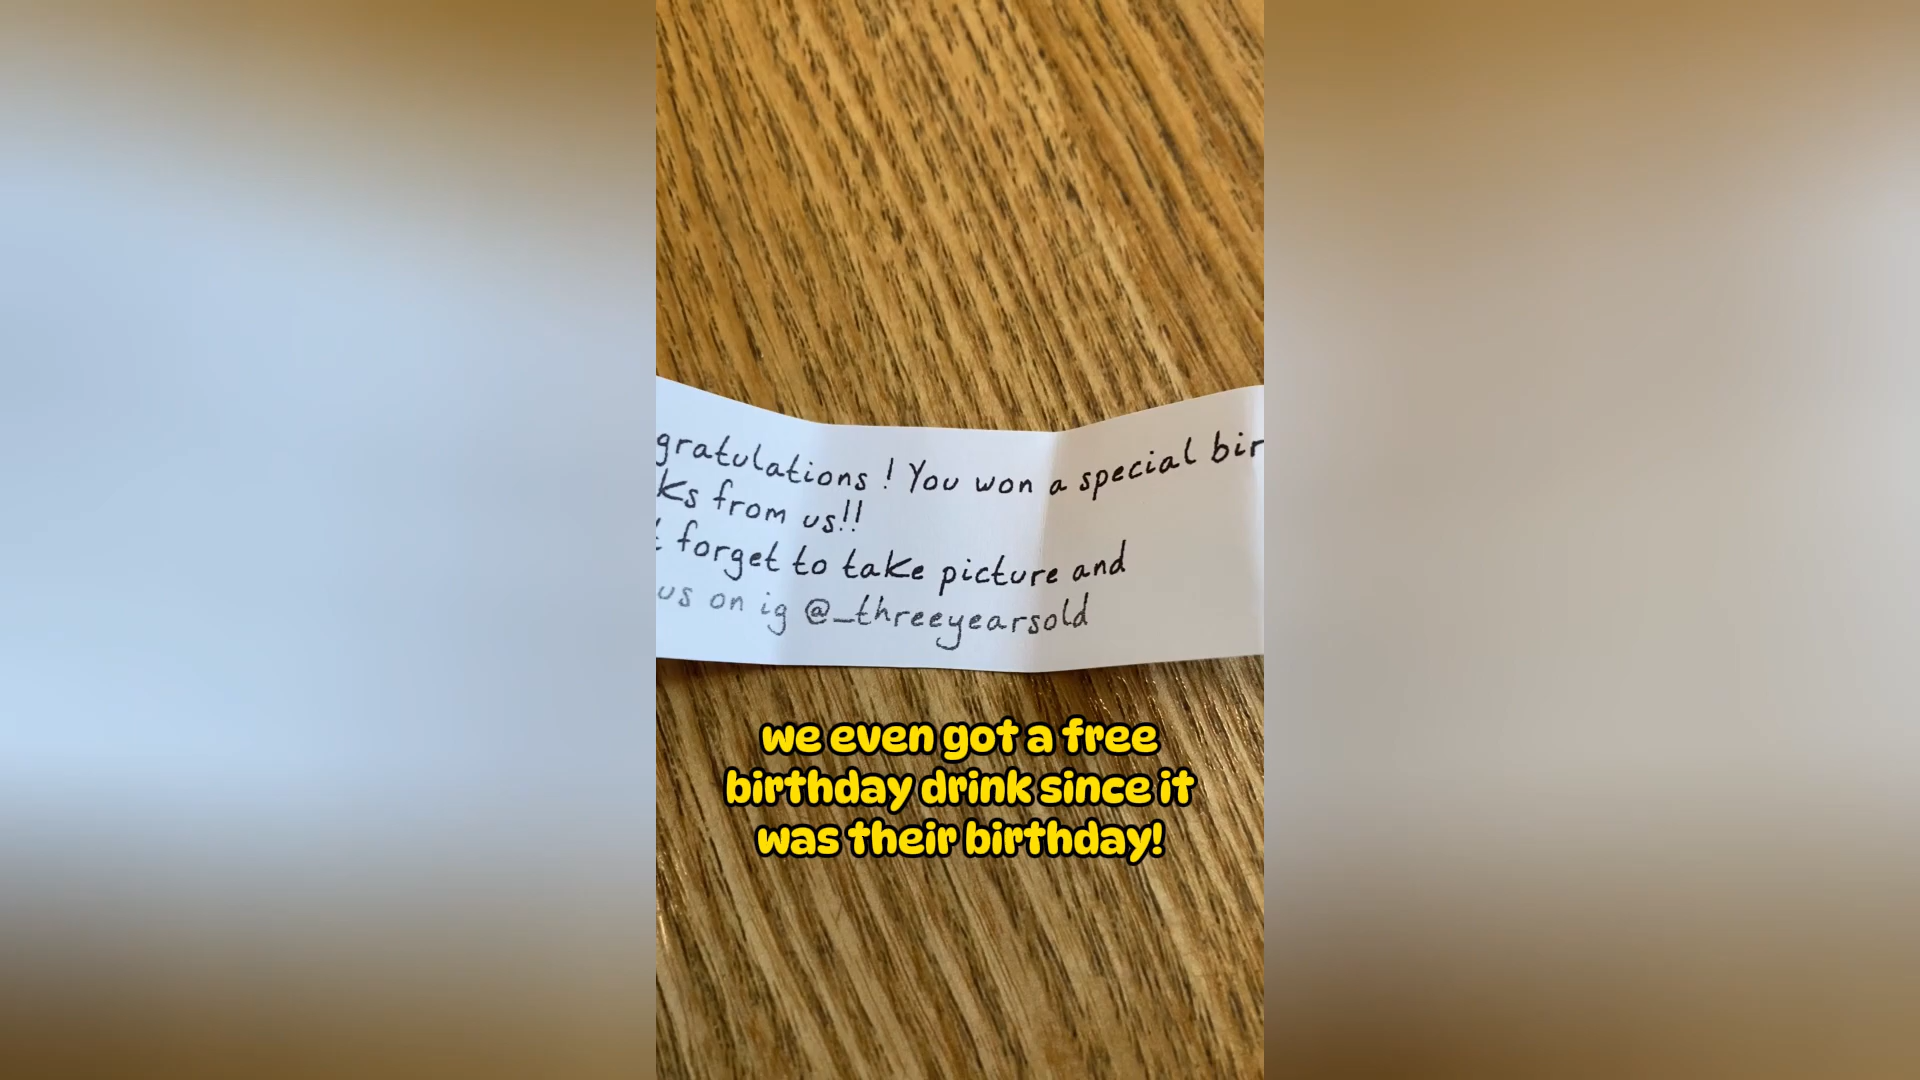 gratulations ! You won a special bir
ks from us!!
t forget to take picture and
us on ig @_threeyearsold
we even got a free
birthday drink since it
was their birthday!